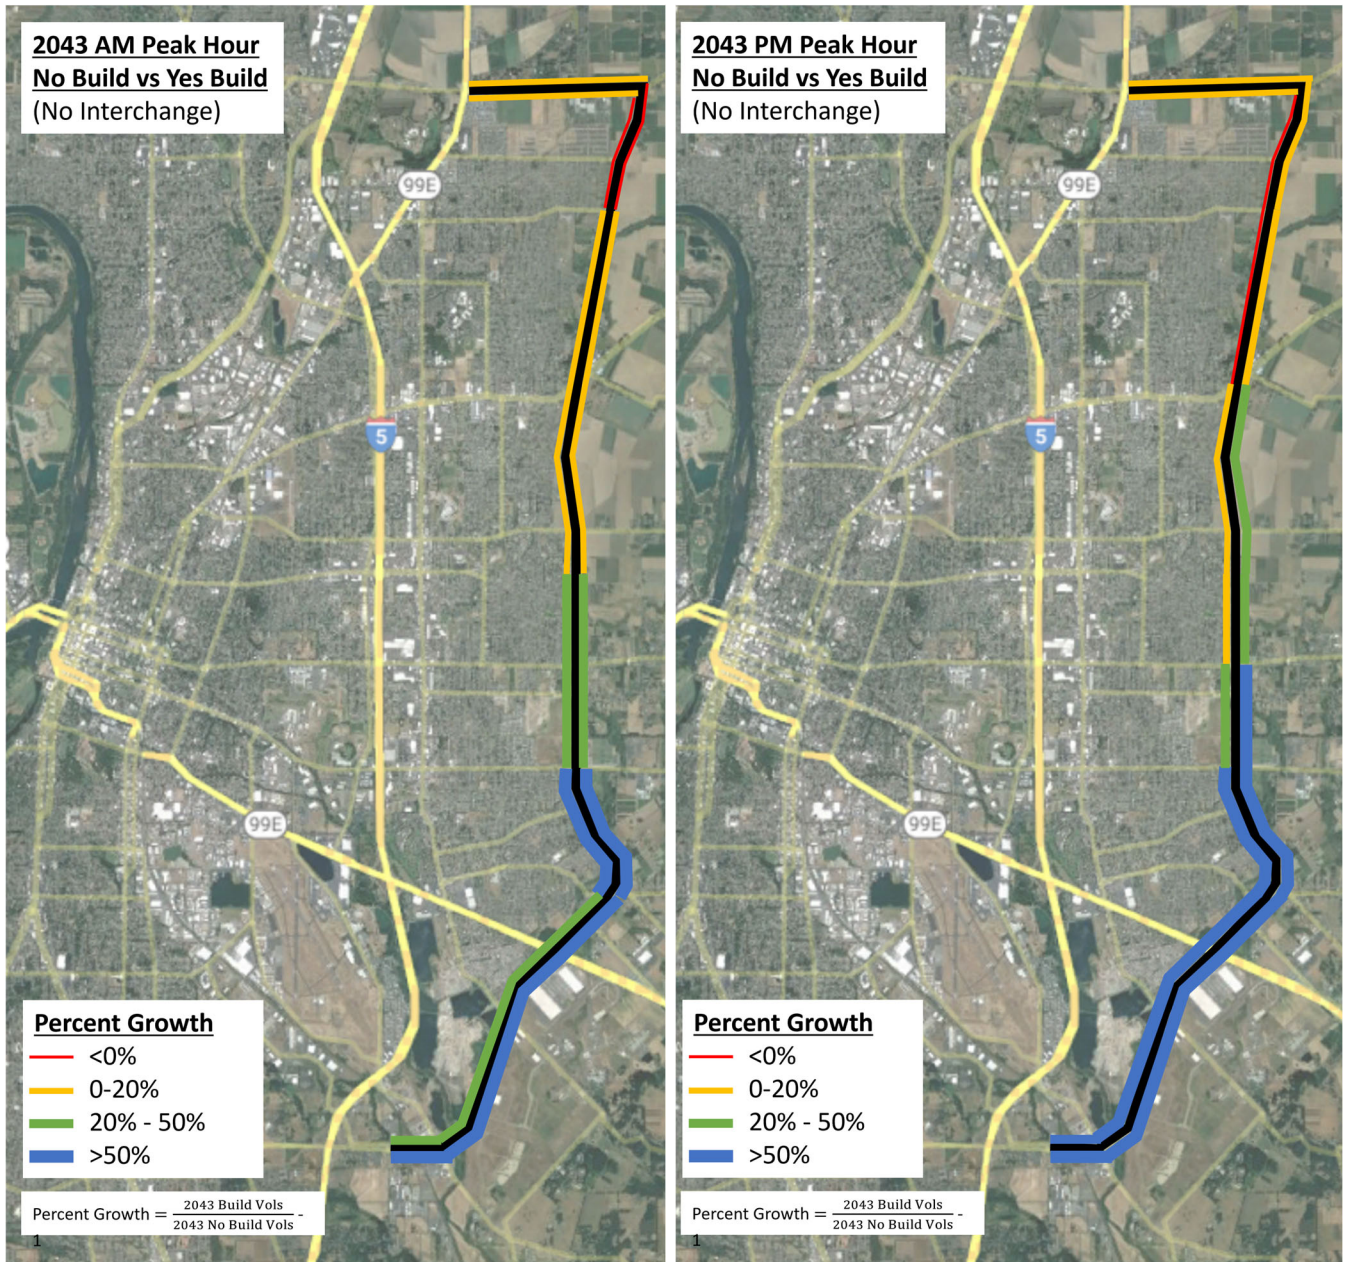 2043 AM Peak Hour
No Build vs Yes Build
(No Interchange)
99E
5
99E
Percent Growth
<0%
0-20%
20% - 50%
>50%
Percent Growth = 2043 Build Vols / 2043 No Build Vols -
1
2043 PM Peak Hour
No Build vs Yes Build
(No Interchange)
99E
5
99E
Percent Growth
<0%
0-20%
20% - 50%
>50%
Percent Growth = 2043 Build Vols / 2043 No Build Vols -
1